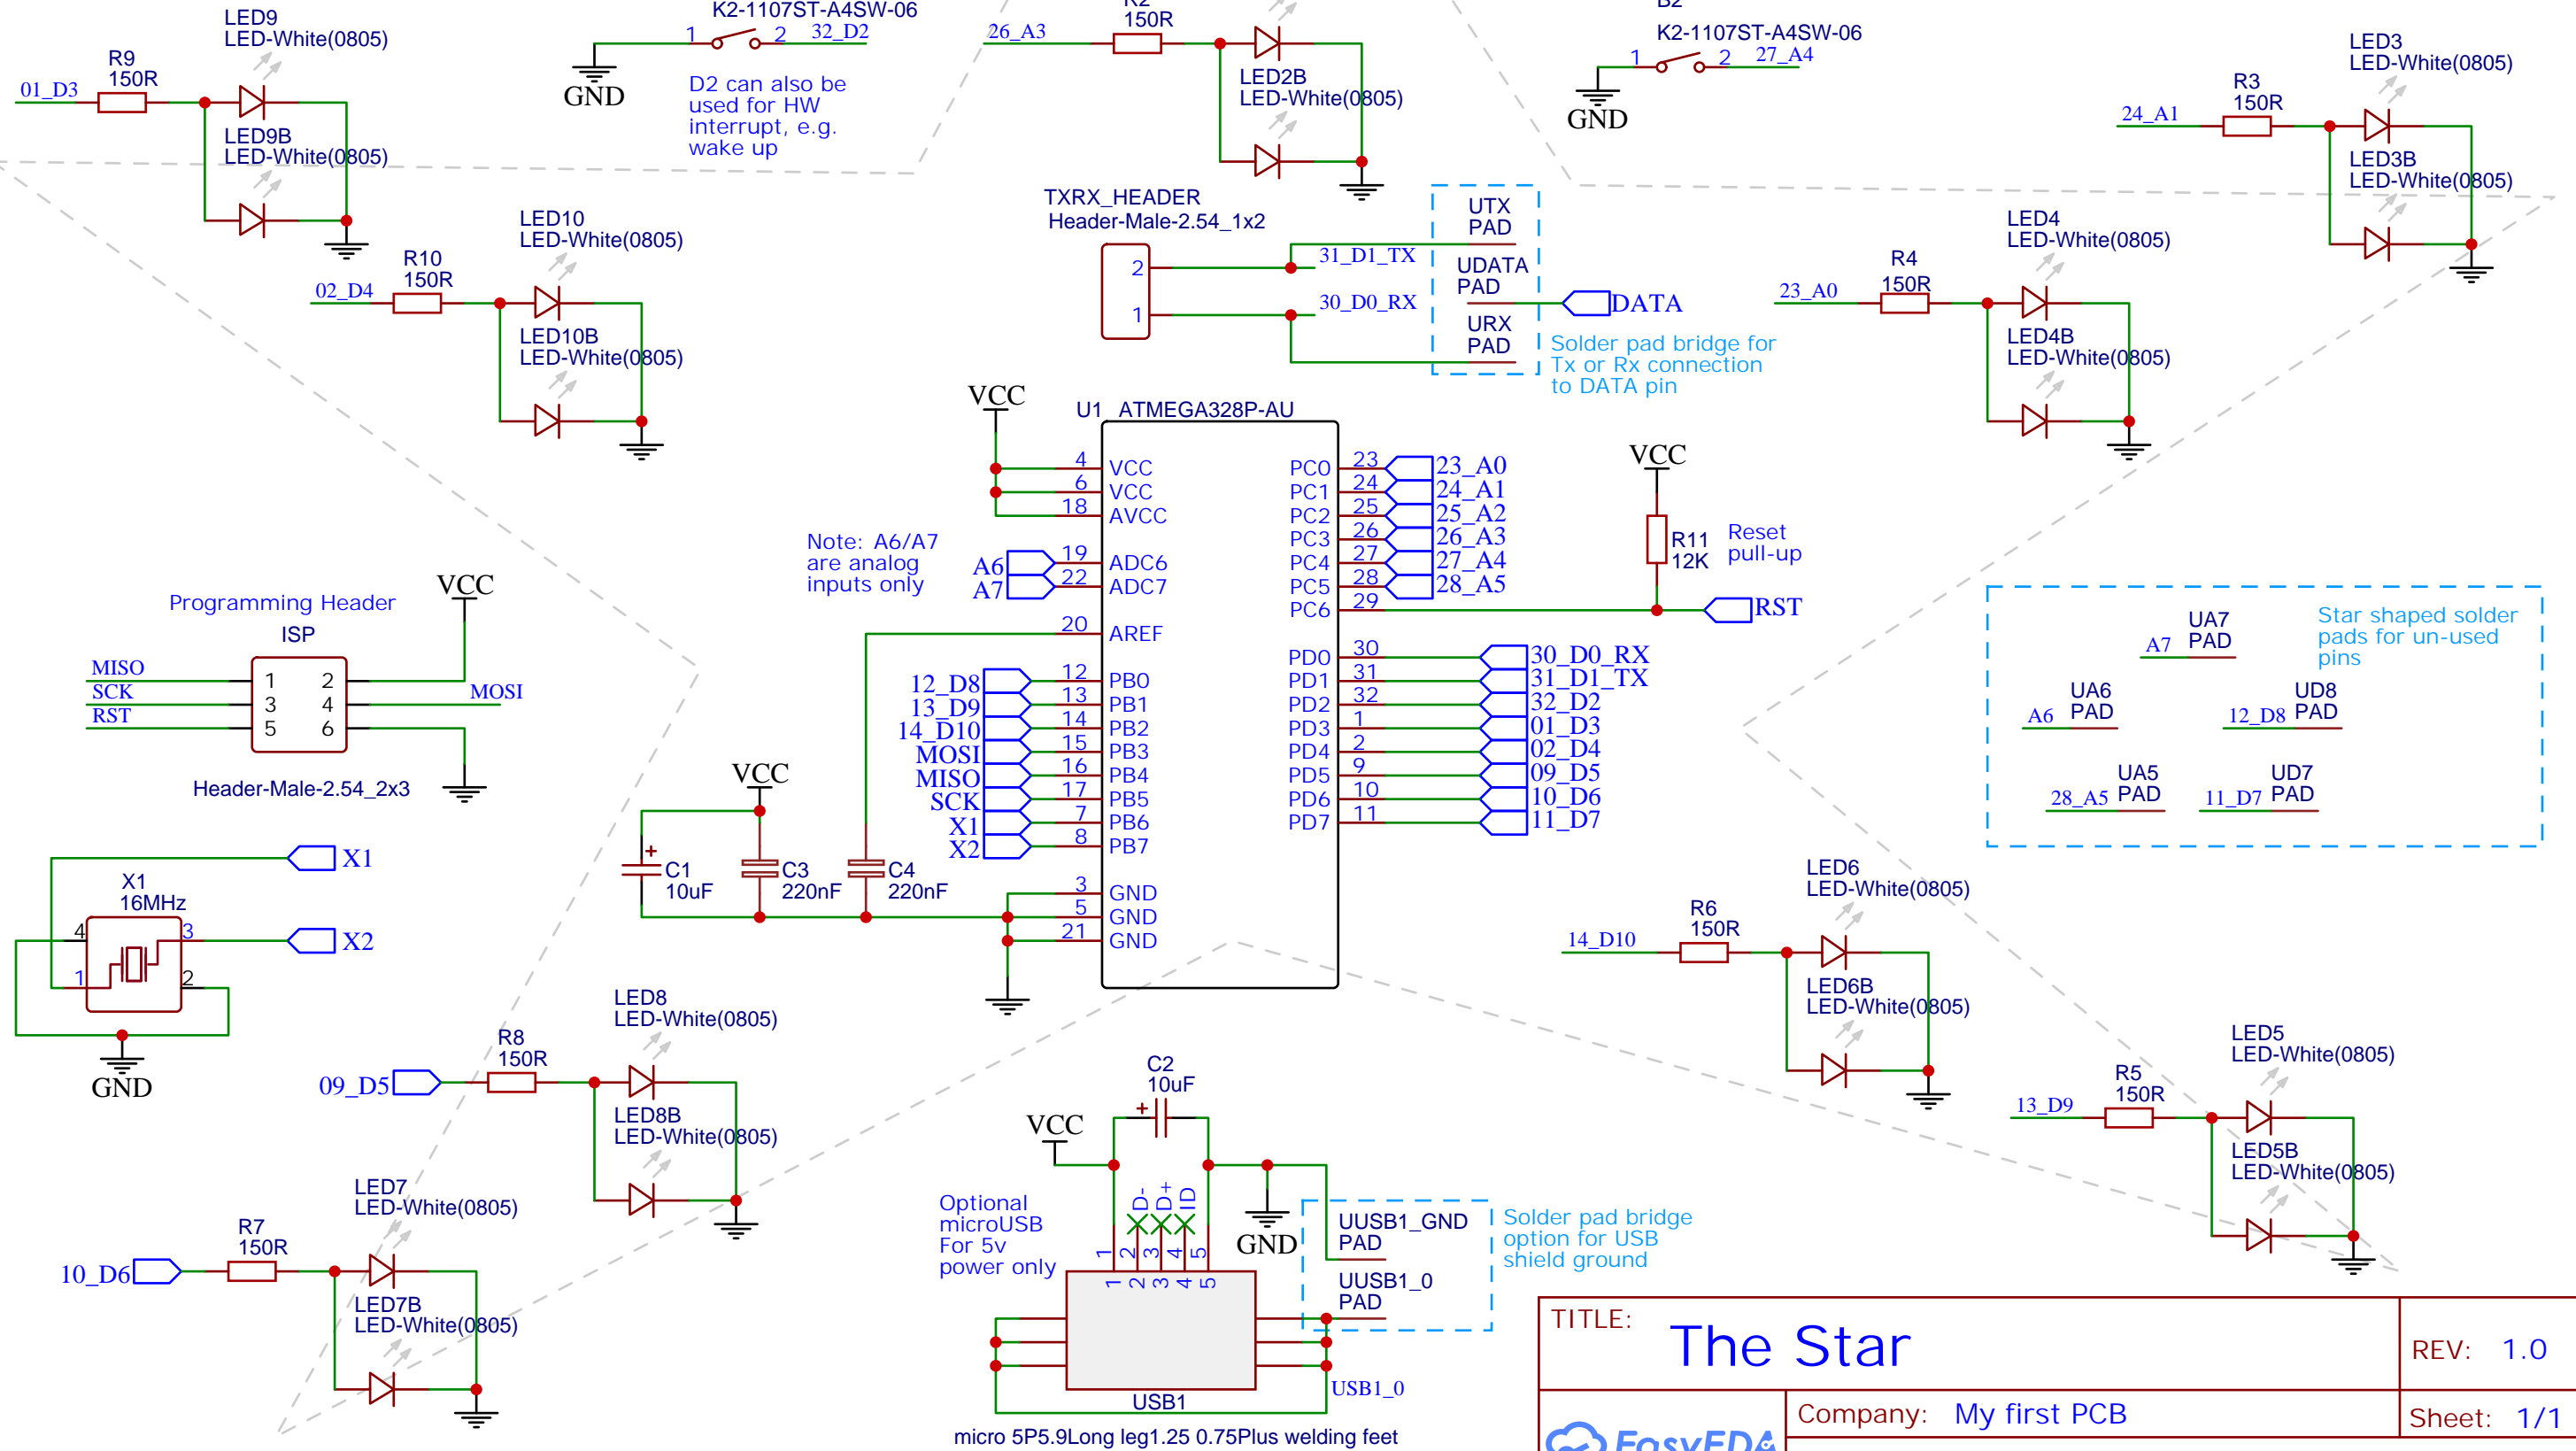 LED9
LED-White(0805)
R9
150R
01_D3
LED9B
LED-White(0805)
K2-1107ST-A4SW-06
1
2
32_D2
GND
D2 can also be
used for HW
interrupt, e.g.
wake up
26_A3
150R
LED2B
LED-White(0805)
B2
K2-1107ST-A4SW-06
1
2
27_A4
GND
LED3
LED-White(0805)
R3
150R
24_A1
LED3B
LED-White(0805)
LED10
LED-White(0805)
R10
150R
02_D4
LED10B
LED-White(0805)
TXRX_HEADER
Header-Male-2.54_1x2
2
1
31_D1_TX
30_D0_RX
UTX
PAD
UDATA
PAD
URX
PAD
DATA
Solder pad bridge for
Tx or Rx connection
to DATA pin
LED4
LED-White(0805)
R4
150R
23_A0
LED4B
LED-White(0805)
VCC
U1 ATMEGA328P-AU
4 VCC
6 VCC
18 AVCC
Note: A6/A7
are analog
inputs only
A6 19 ADC6
A7 22 ADC7
20 AREF
12_D8 12 PB0
13_D9 13 PB1
14_D10 14 PB2
MOSI 15 PB3
MISO 16 PB4
SCK 17 PB5
X1 7 PB6
X2 8 PB7
3 GND
5 GND
21 GND
PC0 23 23_A0
PC1 24 24_A1
PC2 25 25_A2
PC3 26 26_A3
PC4 27 27_A4
PC5 28 28_A5
PC6 29
RST
VCC
R11
12K
Reset
pull-up
PD0 30 30_D0_RX
PD1 31 31_D1_TX
PD2 32 32_D2
PD3 1 01_D3
PD4 2 02_D4
PD5 9 09_D5
PD6 10 10_D6
PD7 11 11_D7
Programming Header
ISP
VCC
MISO
SCK
RST
1 2
3 4
5 6
MOSI
Header-Male-2.54_2x3
Star shaped solder
pads for un-used
pins
UA7
PAD
A7
UA6
PAD
A6
UD8
PAD
12_D8
UA5
PAD
28_A5
UD7
PAD
11_D7
VCC
C1
10uF
C3
220nF
C4
220nF
X1
X1
16MHz
4
3
1
2
X2
GND
LED8
LED-White(0805)
R8
150R
09_D5
LED8B
LED-White(0805)
LED7
LED-White(0805)
R7
150R
10_D6
LED7B
LED-White(0805)
LED6
LED-White(0805)
R6
150R
14_D10
LED6B
LED-White(0805)
LED5
LED-White(0805)
R5
150R
13_D9
LED5B
LED-White(0805)
C2
10uF
VCC
D-
D+
ID
1
2
3
4
5
1
2
3
4
5
GND
Optional
microUSB
For 5v
power only
UUSB1_GND
PAD
UUSB1_0
PAD
Solder pad bridge
option for USB
shield ground
USB1_0
USB1
micro 5P5.9Long leg1.25 0.75Plus welding feet
TITLE:
The Star
REV: 1.0
Company: My first PCB
Sheet: 1/1
EasyEDA